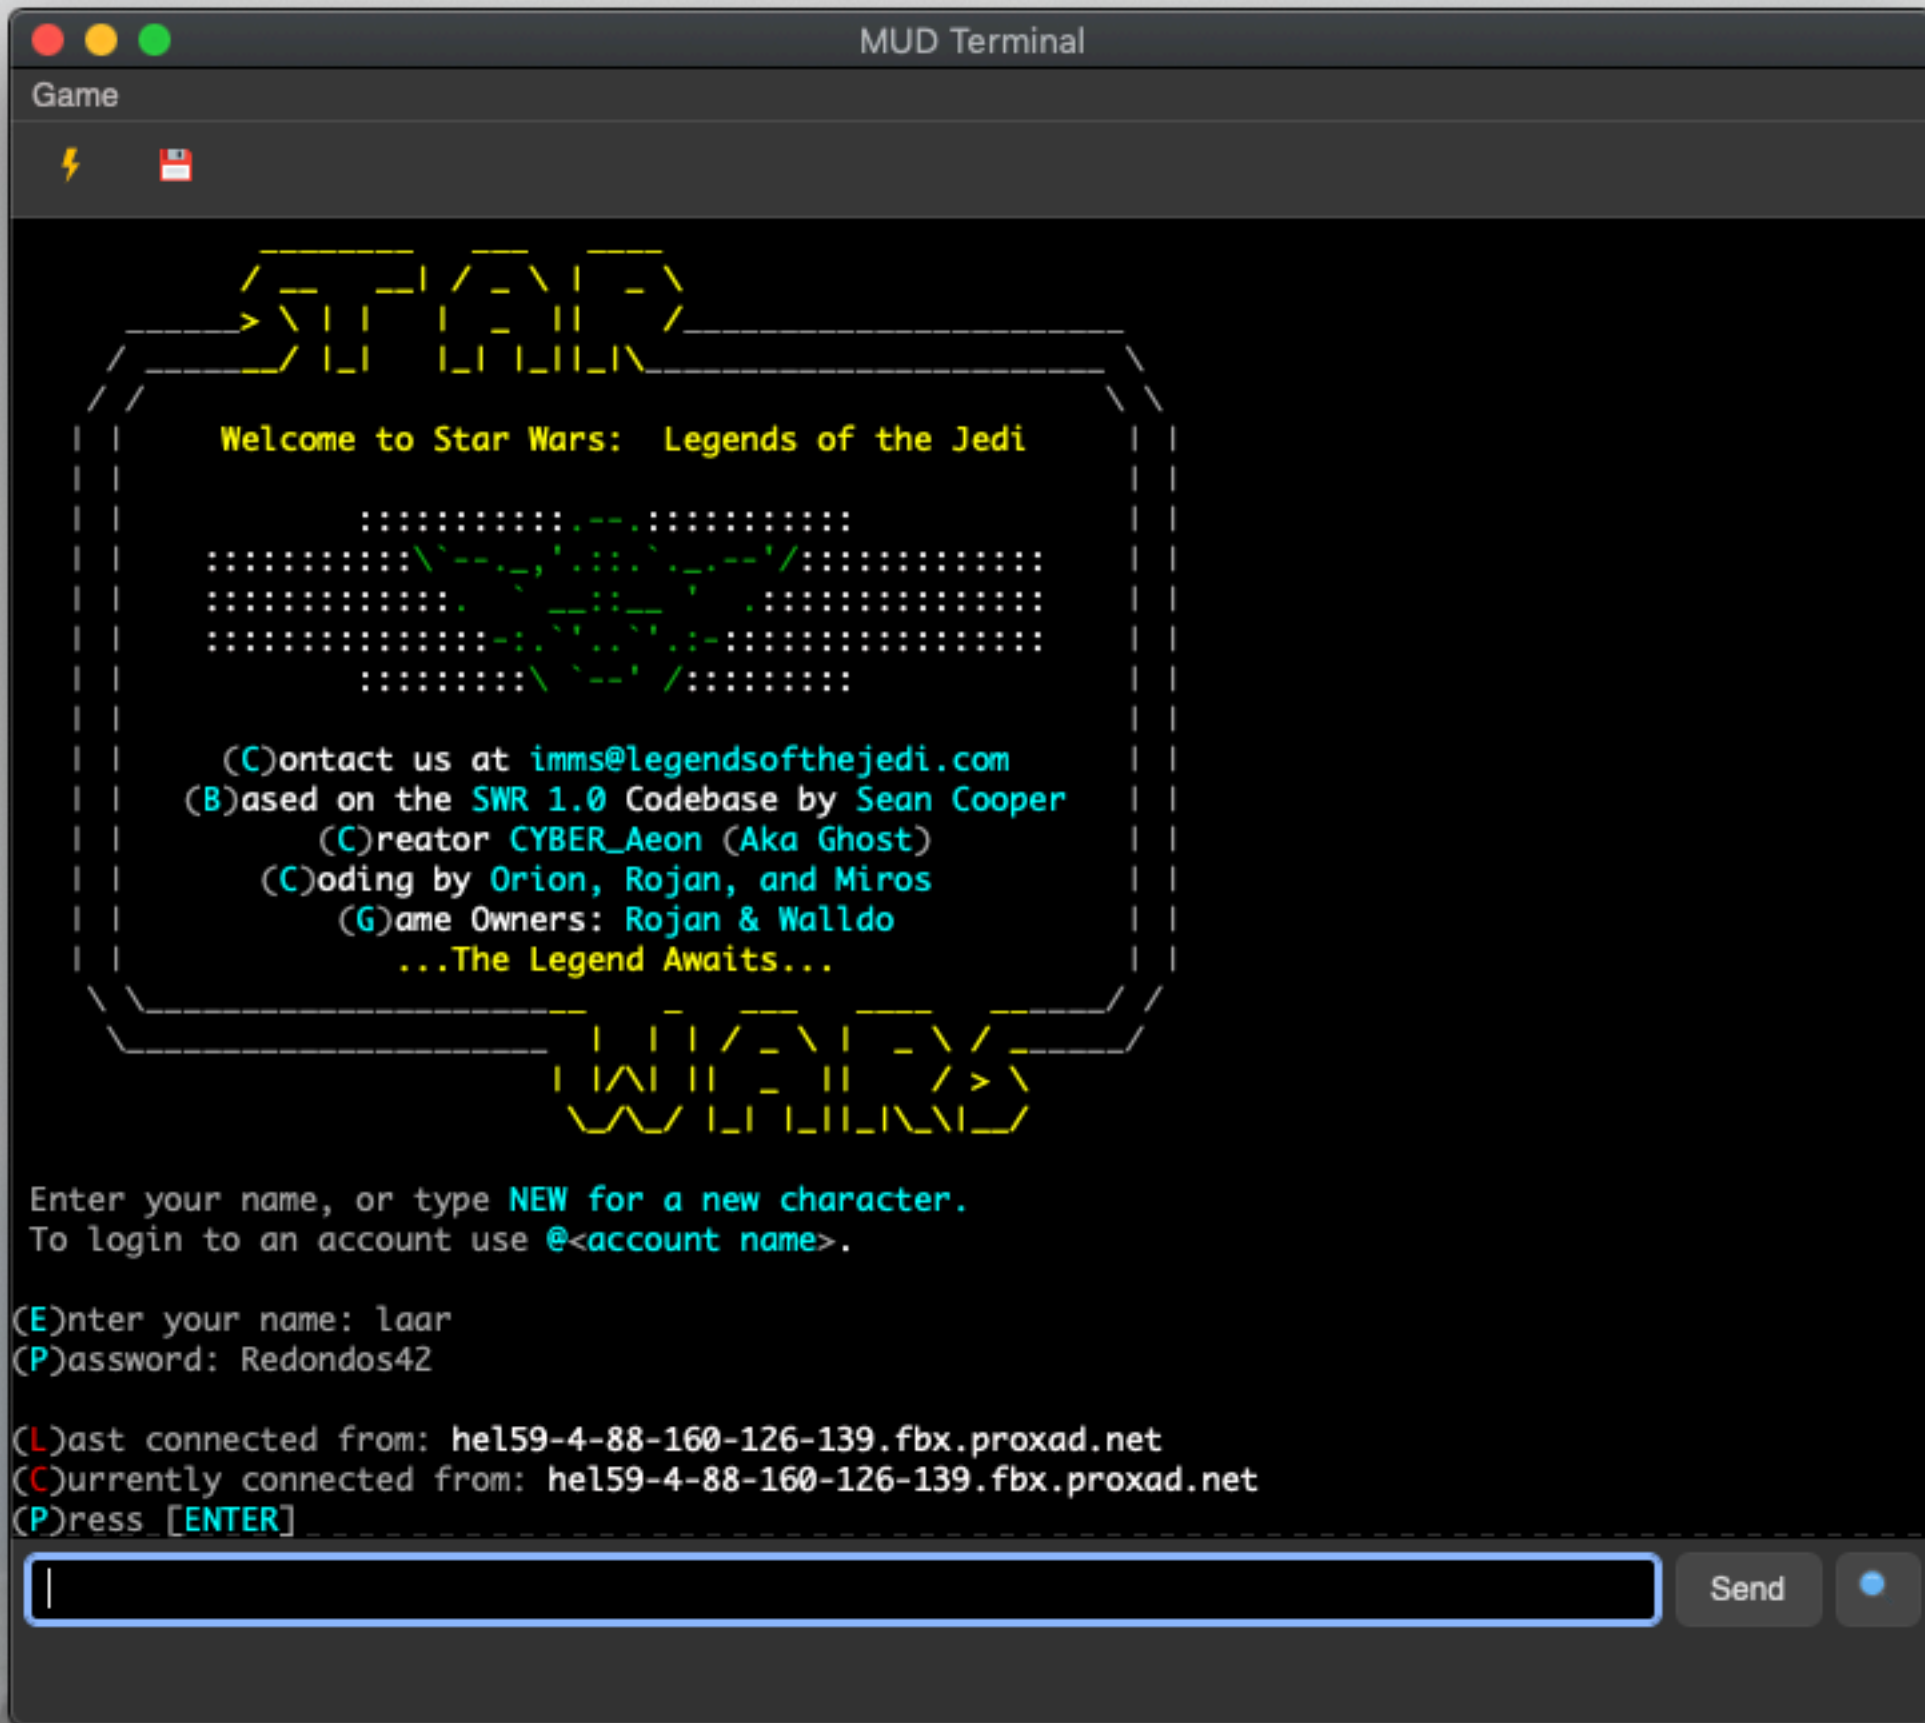 MUD Terminal
Game
STAR
Welcome to Star Wars:  Legends of the Jedi
(C)ontact us at imms@legendsofthejedi.com
(B)ased on the SWR 1.0 Codebase by Sean Cooper
(C)reator CYBER_Aeon (Aka Ghost)
(C)oding by Orion, Rojan, and Miros
(G)ame Owners: Rojan & Walldo
...The Legend Awaits...
WARS
Enter your name, or type NEW for a new character.
To login to an account use @<account name>.
(E)nter your name: laar
(P)assword: Redondos42
(L)ast connected from: hel59-4-88-160-126-139.fbx.proxad.net
(C)urrently connected from: hel59-4-88-160-126-139.fbx.proxad.net
(P)ress [ENTER]
Send